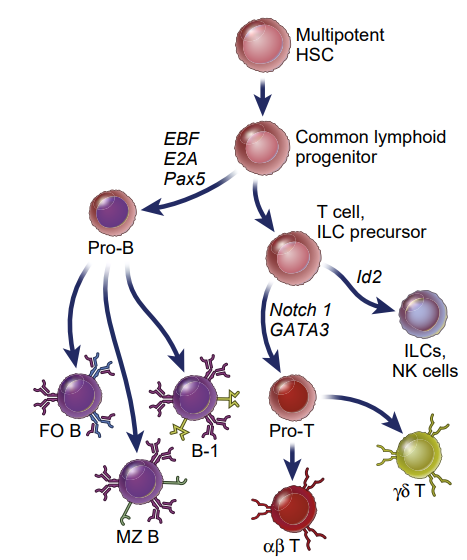 Multipotent
HSC
EBF
E2A
Pax5
Common lymphoid
progenitor
T cell,
ILC precursor
Pro-B
Id2
Notch 1
GATA3
ILCs,
NK cells
FO B
B-1
Pro-T
γδ T
MZ B
αβ T